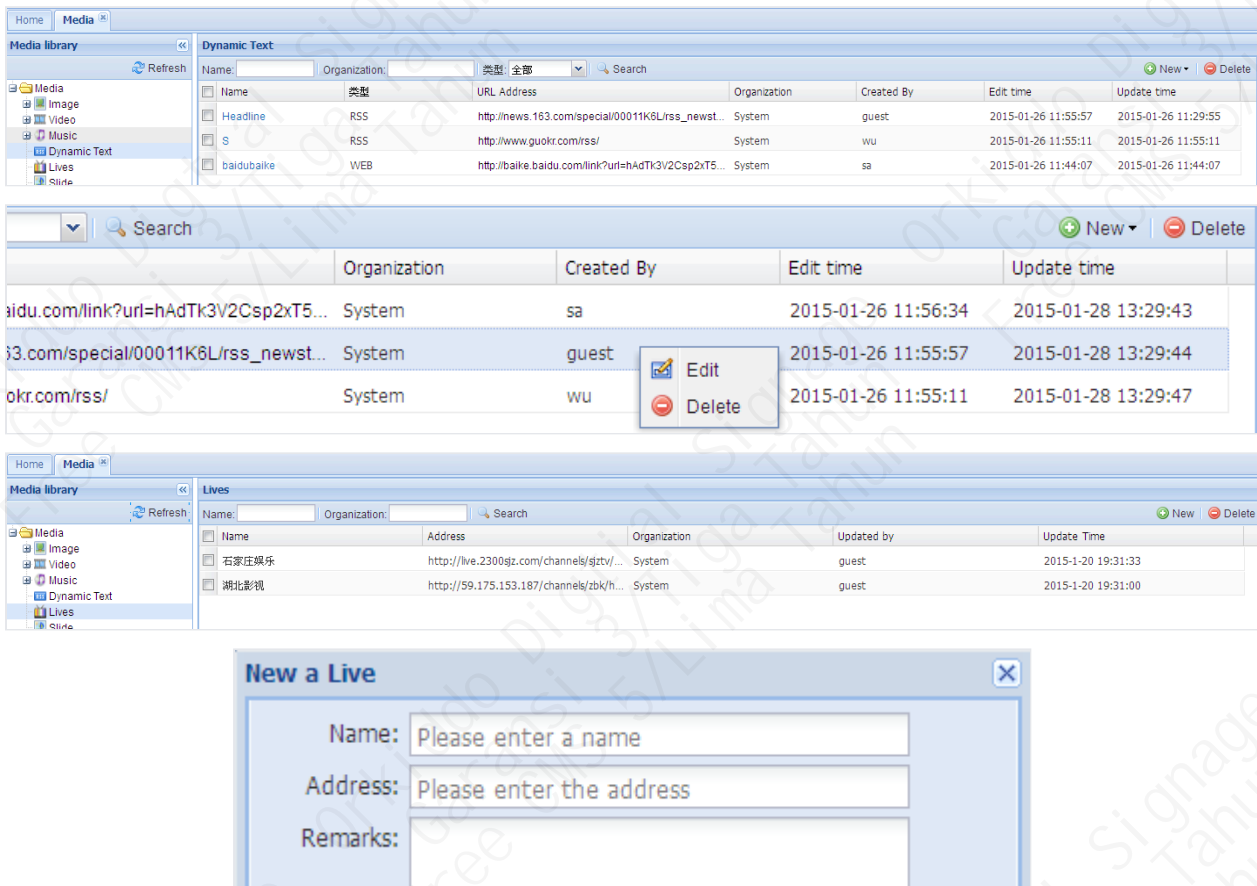 Home Media
Media library Dynamic Text
Refresh Name: Organization: 类型: 全部 Search New Delete
Media Name 类型 URL Address Organization Created By Edit time Update time
Image
Headline RSS http://news.163.com/special/00011K6L/rss_newst... System guest 2015-01-26 11:55:57 2015-01-26 11:29:55
Video
Music S RSS http://www.guokr.com/rss/ System wu 2015-01-26 11:55:11 2015-01-26 11:55:11
Dynamic Text
Lives baidubaike WEB http://baike.baidu.com/link?url=hAdTk3V2Csp2xT5... System sa 2015-01-26 11:44:07 2015-01-26 11:44:07
Slide
Search New Delete
Organization Created By Edit time Update time
aidu.com/link?url=hAdTk3V2Csp2xT5... System sa 2015-01-26 11:56:34 2015-01-28 13:29:43
63.com/special/00011K6L/rss_newst... System guest 2015-01-26 11:55:57 2015-01-28 13:29:44
Edit
okr.com/rss/ System wu 2015-01-26 11:55:11 2015-01-28 13:29:47
Delete
Home Media
Media library Lives
Refresh Name: Organization: Search New Delete
Media Name Address Organization Updated by Update Time
Image
石家庄娱乐 http://live.2300sjz.com/channels/sjztv/... System guest 2015-1-20 19:31:33
Video
Music 湖北影视 http://59.175.153.187/channels/zbk/h... System guest 2015-1-20 19:31:00
Dynamic Text
Lives
Slide
New a Live
Name: Please enter a name
Address: Please enter the address
Remarks:
Orkiddo Digital Signage
Garansi 3/Tiga Tahun
Free CMS 5/Lima Tahun